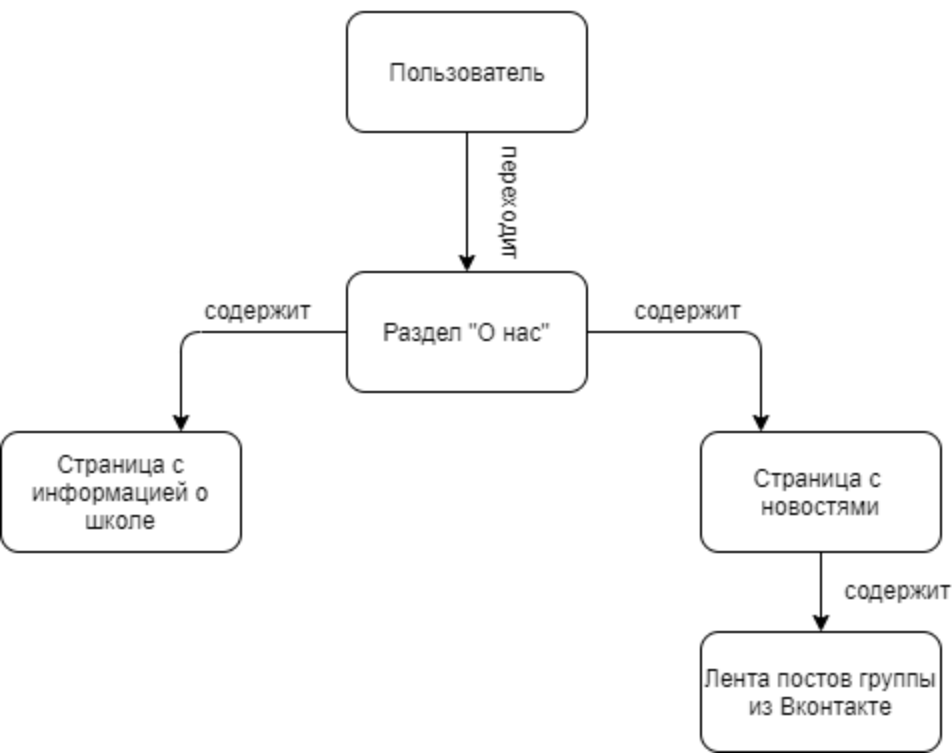 Пользователь
переходит
содержит
Раздел "О нас"
содержит
Страница с
информацией о
школе
Страница с
новостями
содержит
Лента постов группы
из Вконтакте